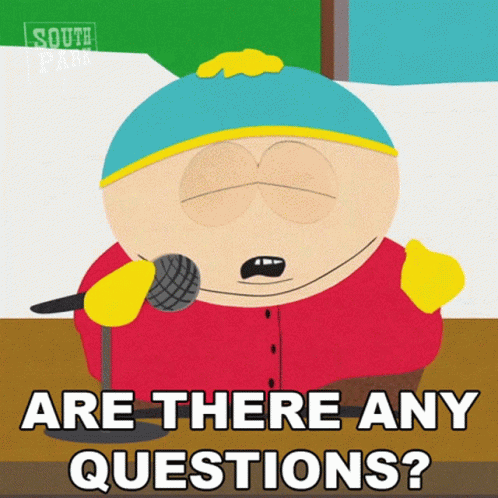 SOUTH
PARK
ARE THERE ANY
QUESTIONS?